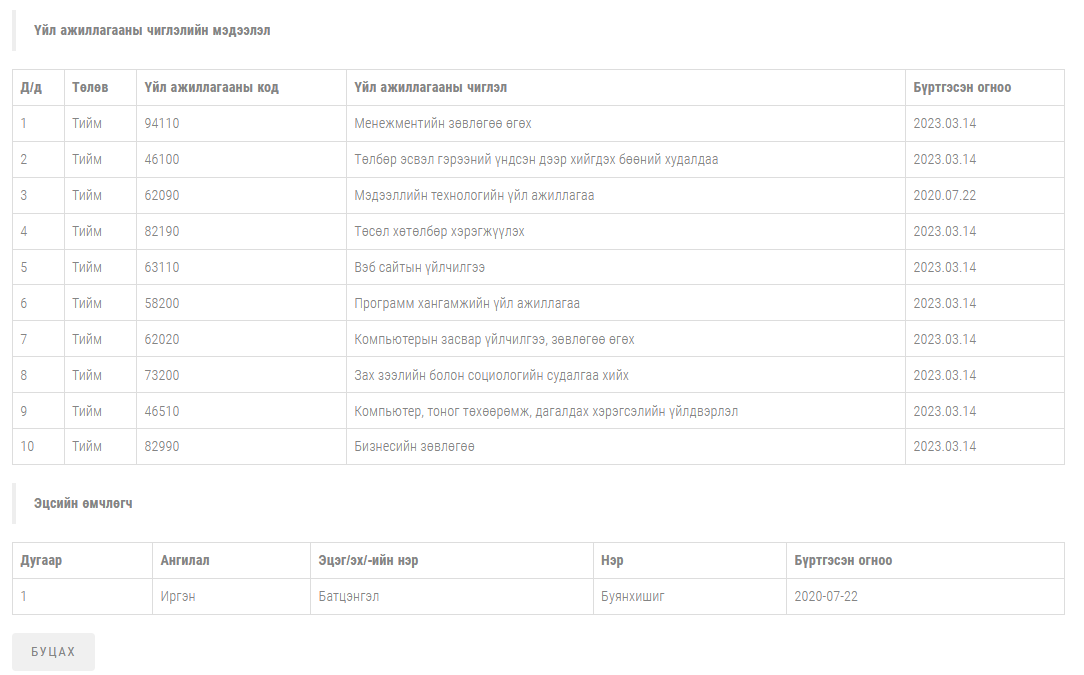 Үйл ажиллагааны чиглэлийн мэдээлэл
Д/д Төлөв Үйл ажиллагааны код Үйл ажиллагааны чиглэл Бүртгэсэн огноо
1 Тийм 94110 Менежментийн зөвлөгөө өгөх 2023.03.14
2 Тийм 46100 Төлбөр эсвэл гэрээний үндсэн дээр хийгдэх бөөний худалдаа 2023.03.14
3 Тийм 62090 Мэдээллийн технологийн үйл ажиллагаа 2020.07.22
4 Тийм 82190 Төсөл хөтөлбөр хэрэгжүүлэх 2023.03.14
5 Тийм 63110 Вэб сайтын үйлчилгээ 2023.03.14
6 Тийм 58200 Программ хангамжийн үйл ажиллагаа 2023.03.14
7 Тийм 62020 Компьютерын засвар үйлчилгээ, зөвлөгөө өгөх 2023.03.14
8 Тийм 73200 Зах зээлийн болон социологийн судалгаа хийх 2023.03.14
9 Тийм 46510 Компьютер, тоног төхөөрөмж, дагалдах хэрэгсэлийн үйлдвэрлэл 2023.03.14
10 Тийм 82990 Бизнесийн зөвлөгөө 2023.03.14
Эцсийн өмчлөгч
Дугаар Ангилал Эцэг/эх/-ийн нэр Нэр Бүртгэсэн огноо
1 Иргэн Батцэнгэл Буянхишиг 2020-07-22
БУЦАХ